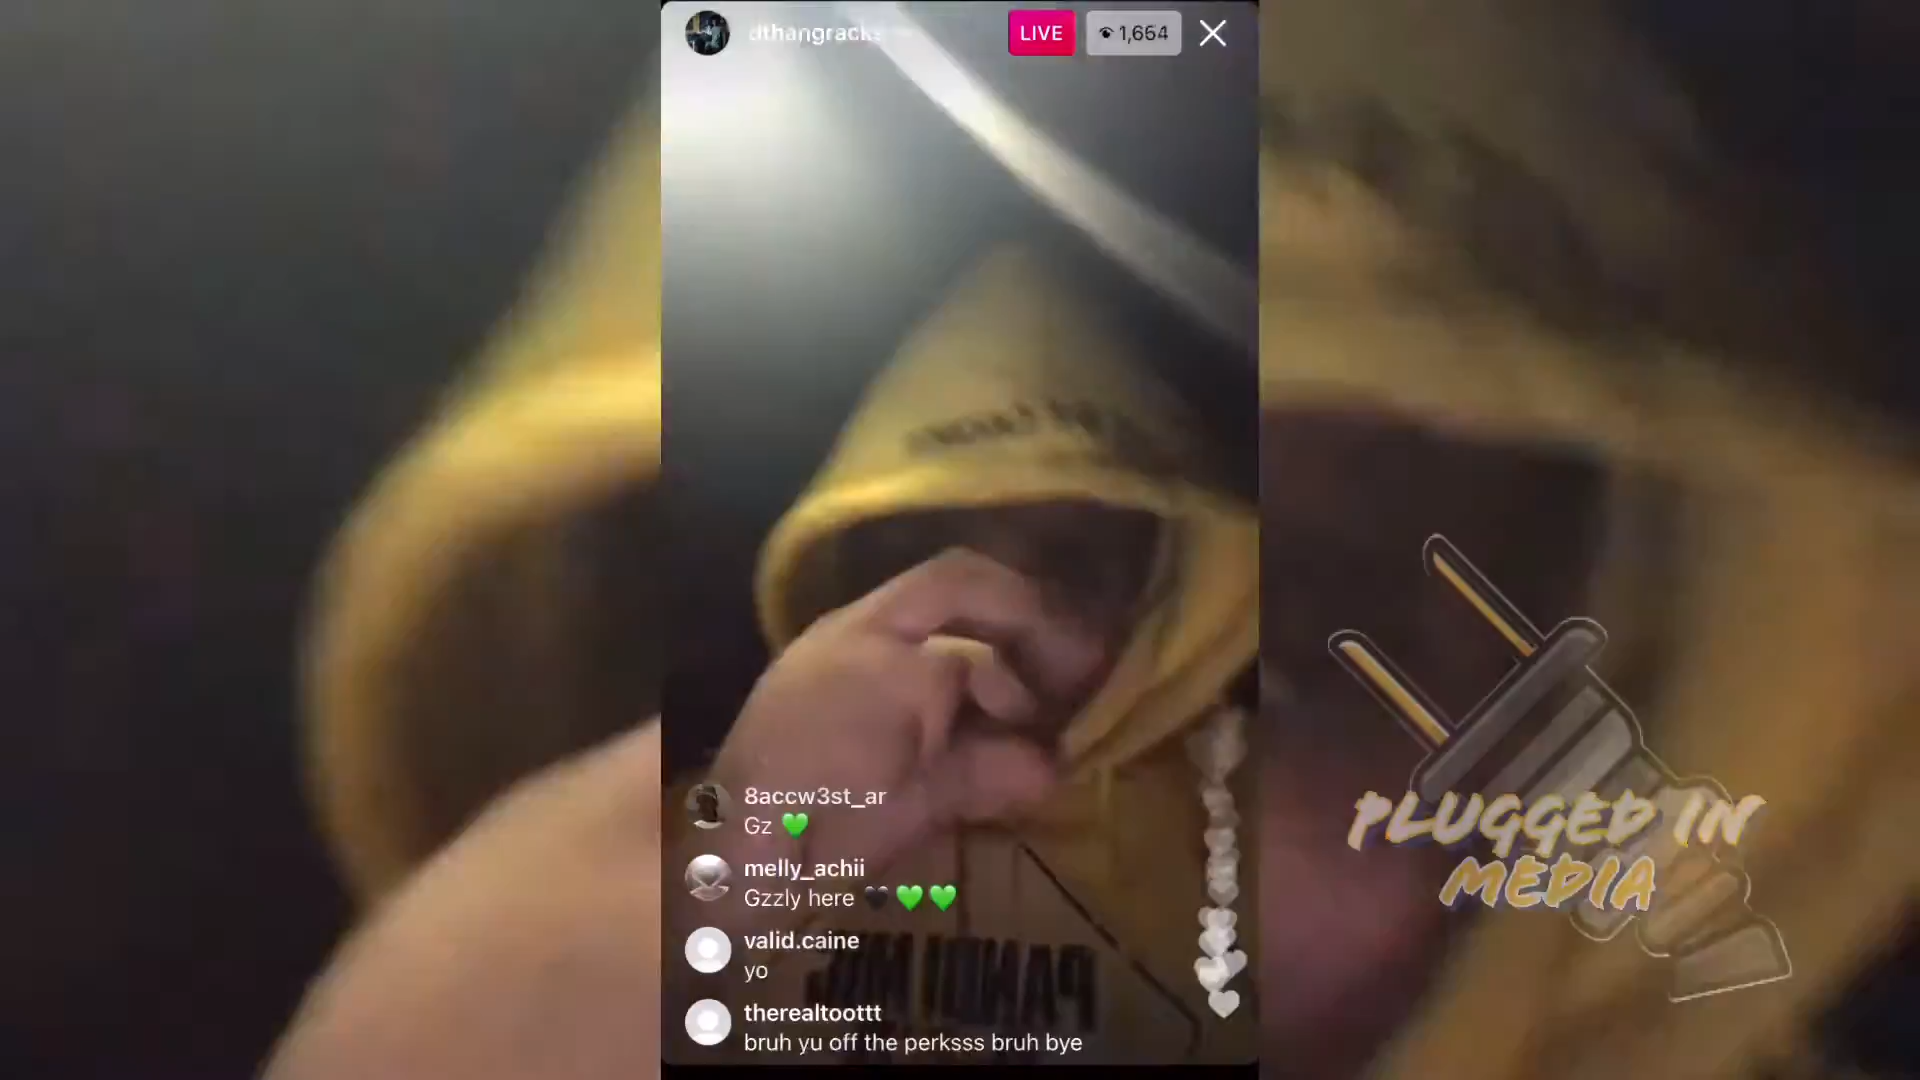 dthangracks
LIVE
1,664
8accw3st_ar
Gz 💚
melly_achii
Gzzly here 🖤💚💚
valid.caine
yo
therealtoottt
bruh yu off the perksss bruh bye
PLUGGED IN
MEDIA